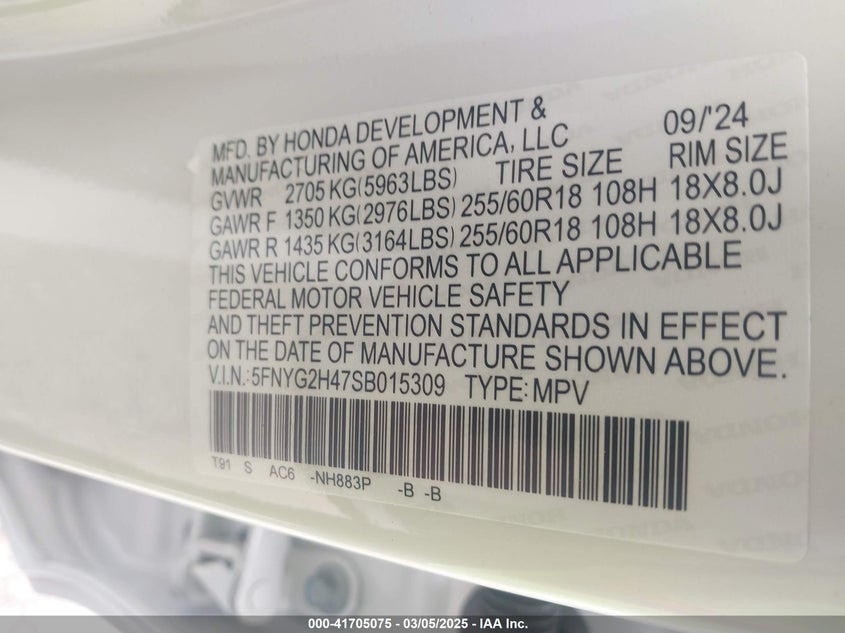 MFD. BY HONDA DEVELOPMENT & 09/'24
MANUFACTURING OF AMERICA, LLC
GVWR 2705 KG(5963LBS) TIRE SIZE RIM SIZE
GAWR F 1350 KG(2976LBS) 255/60R18 108H 18X8.0J
GAWR R 1435 KG(3164LBS) 255/60R18 108H 18X8.0J
THIS VEHICLE CONFORMS TO ALL APPLICABLE
FEDERAL MOTOR VEHICLE SAFETY
AND THEFT PREVENTION STANDARDS IN EFFECT
ON THE DATE OF MANUFACTURE SHOWN ABOVE.
V.I.N.: 5FNYG2H47SB015309 TYPE: MPV
T91 S AC6 -NH883P -B -B
©00-41705075 - 03/05/2025 - IAA Inc.